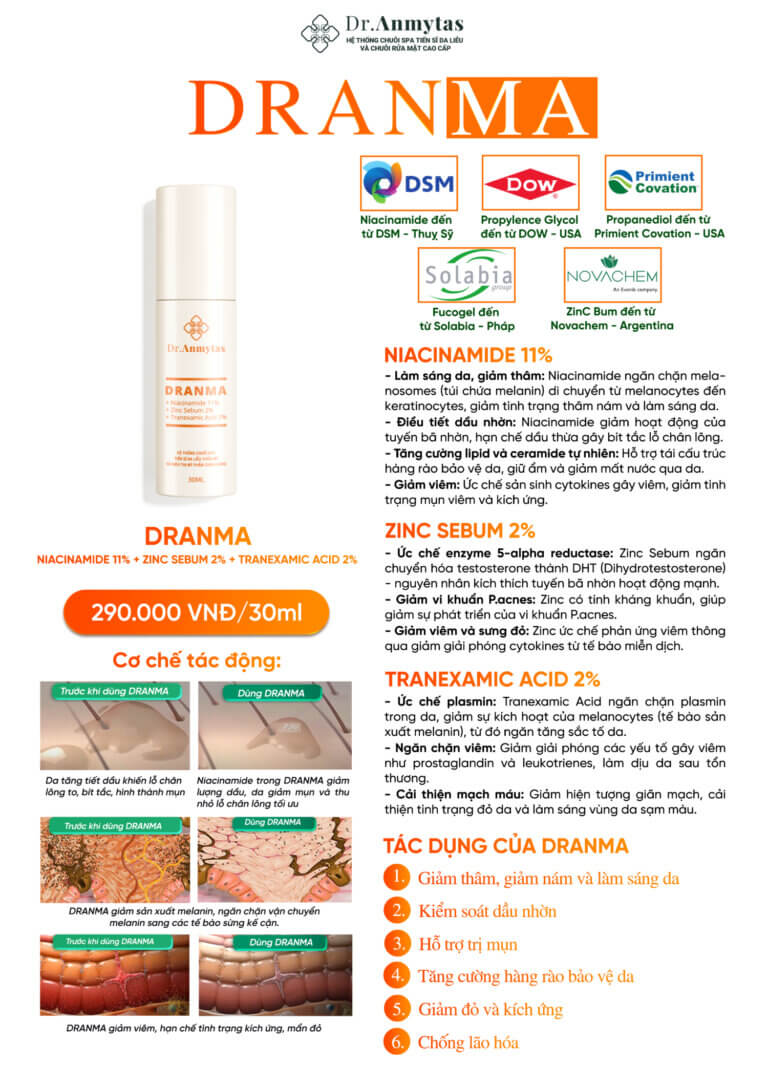 Dr.Anmytas
HỆ THỐNG CHUỖI SPA TIẾN SĨ DA LIỄU
VÀ CHUỖI RỬA MẶT CAO CẤP
DRANMA
DSM
DOW
Primient
Covation
Niacinamide đến
từ DSM - Thuỵ Sỹ
Propylence Glycol
đến từ DOW - USA
Propanediol đến từ
Primient Covation - USA
Solabia
group
NOVACHEM
An Evonik company
Fucogel đến
từ Solabia - Pháp
ZinC Bum đến từ
Novachem - Argentina
Dr.Anmytas
DRANMA
+ Niacinamide 11%
+ Zinc Sebum 2%
+ Tranexamic Acid 2%
30ML
DRANMA
NIACINAMIDE 11% + ZINC SEBUM 2% + TRANEXAMIC ACID 2%
290.000 VNĐ/30ml
Cơ chế tác động:
Trước khi dùng DRANMA
Dùng DRANMA
Da tăng tiết dầu khiến lỗ chân
lông to, bít tắc, hình thành mụn
Niacinamide trong DRANMA giảm
lượng dầu, da giảm mụn và thu
nhỏ lỗ chân lông tối ưu
Trước khi dùng DRANMA
Dùng DRANMA
DRANMA giảm sản xuất melanin, ngăn chặn vận chuyển
melanin sang các tế bào sừng kế cận.
Trước khi dùng DRANMA
Dùng DRANMA
DRANMA giảm viêm, hạn chế tình trạng kích ứng, mẩn đỏ
NIACINAMIDE 11%
- Làm sáng da, giảm thâm: Niacinamide ngăn chặn mela-
nosomes (túi chứa melanin) di chuyển từ melanocytes đến
keratinocytes, giảm tình trạng thâm nám và làm sáng da.
- Điều tiết dầu nhờn: Niacinamide giảm hoạt động của
tuyến bã nhờn, hạn chế dầu thừa gây bít tắc lỗ chân lông.
- Tăng cường lipid và ceramide tự nhiên: Hỗ trợ tái cấu trúc
hàng rào bảo vệ da, giữ ẩm và giảm mất nước qua da.
- Giảm viêm: Ức chế sản sinh cytokines gây viêm, giảm tình
trạng mụn viêm và kích ứng.
ZINC SEBUM 2%
- Ức chế enzyme 5-alpha reductase: Zinc Sebum ngăn
chuyển hóa testosterone thành DHT (Dihydrotestosterone)
- nguyên nhân kích thích tuyến bã nhờn hoạt động mạnh.
- Giảm vi khuẩn P.acnes: Zinc có tính kháng khuẩn, giúp
giảm sự phát triển của vi khuẩn P.acnes.
- Giảm viêm và sưng đỏ: Zinc ức chế phản ứng viêm thông
qua giảm giải phóng cytokines từ tế bào miễn dịch.
TRANEXAMIC ACID 2%
- Ức chế plasmin: Tranexamic Acid ngăn chặn plasmin
trong da, giảm sự kích hoạt của melanocytes (tế bào sản
xuất melanin), từ đó ngăn tăng sắc tố da.
- Ngăn chặn viêm: Giảm giải phóng các yếu tố gây viêm
như prostaglandin và leukotrienes, làm dịu da sau tổn
thương.
- Cải thiện mạch máu: Giảm hiện tượng giãn mạch, cải
thiện tình trạng đỏ da và làm sáng vùng da sạm màu.
TÁC DỤNG CỦA DRANMA
1. Giảm thâm, giảm nám và làm sáng da
2. Kiểm soát dầu nhờn
3. Hỗ trợ trị mụn
4. Tăng cường hàng rào bảo vệ da
5. Giảm đỏ và kích ứng
6. Chống lão hóa